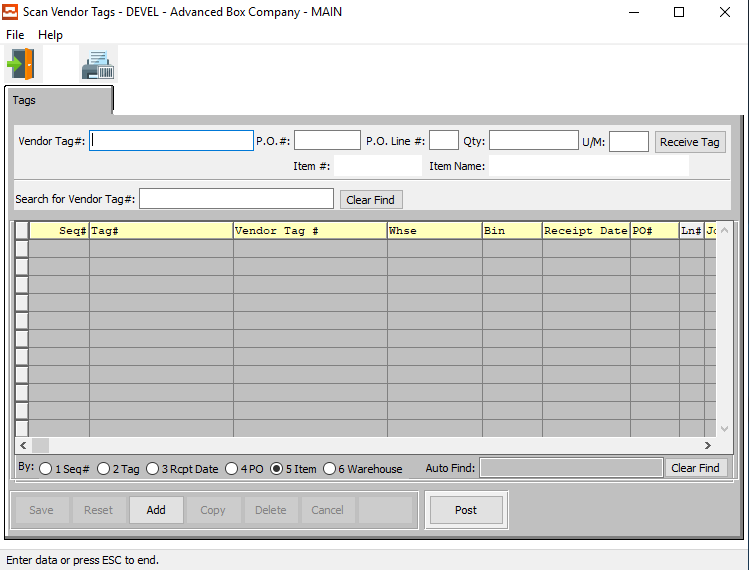 Scan Vendor Tags - DEVEL - Advanced Box Company - MAIN
File Help
Tags
Vendor Tag#: P.O.#: P.O. Line #: Qty: U/M: Receive Tag
Item #: Item Name:
Search for Vendor Tag#: Clear Find
Seq# Tag# Vendor Tag # Whse Bin Receipt Date PO# Ln#
By: 1 Seq# 2 Tag 3 Rcpt Date 4 PO 5 Item 6 Warehouse Auto Find: Clear Find
Save Reset Add Copy Delete Cancel Post
Enter data or press ESC to end.